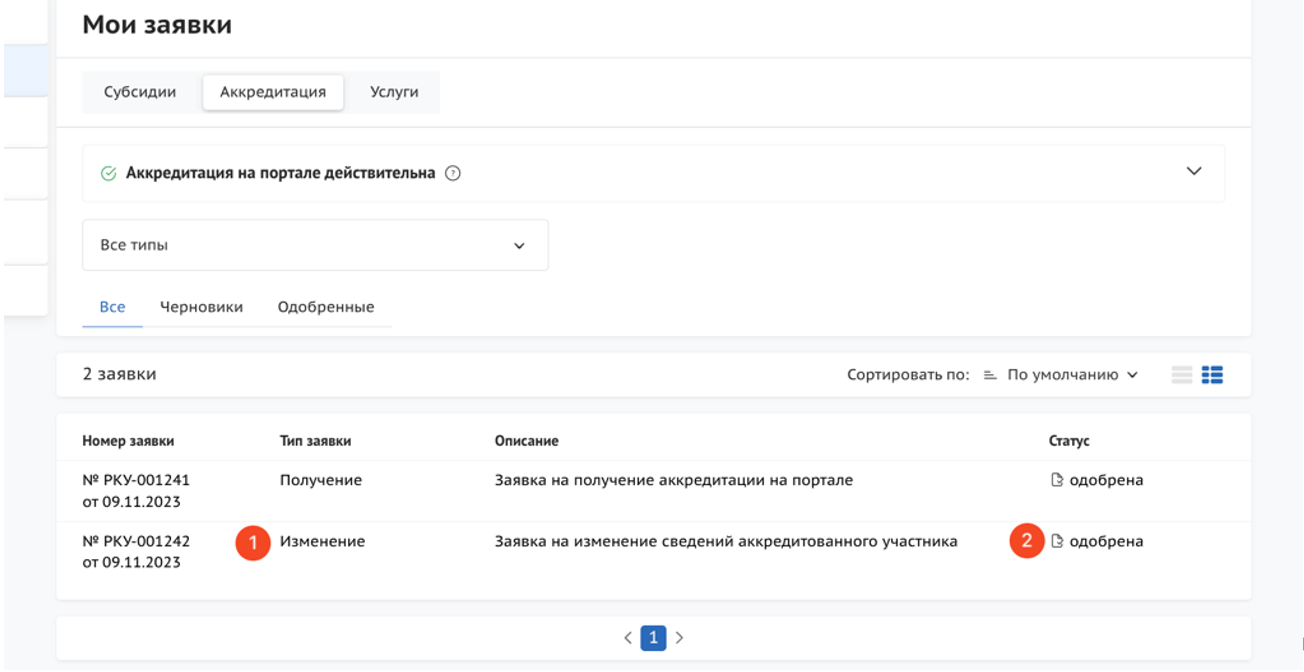 Мои заявки
Субсидии Аккредитация Услуги
Аккредитация на портале действительна ?
Все типы
Все Черновики Одобренные
2 заявки Сортировать по: По умолчанию
Номер заявки Тип заявки Описание Статус
№ РКУ-001241 Получение Заявка на получение аккредитации на портале одобрена
от 09.11.2023
№ РКУ-001242 1 Изменение Заявка на изменение сведений аккредитованного участника 2 одобрена
от 09.11.2023
1